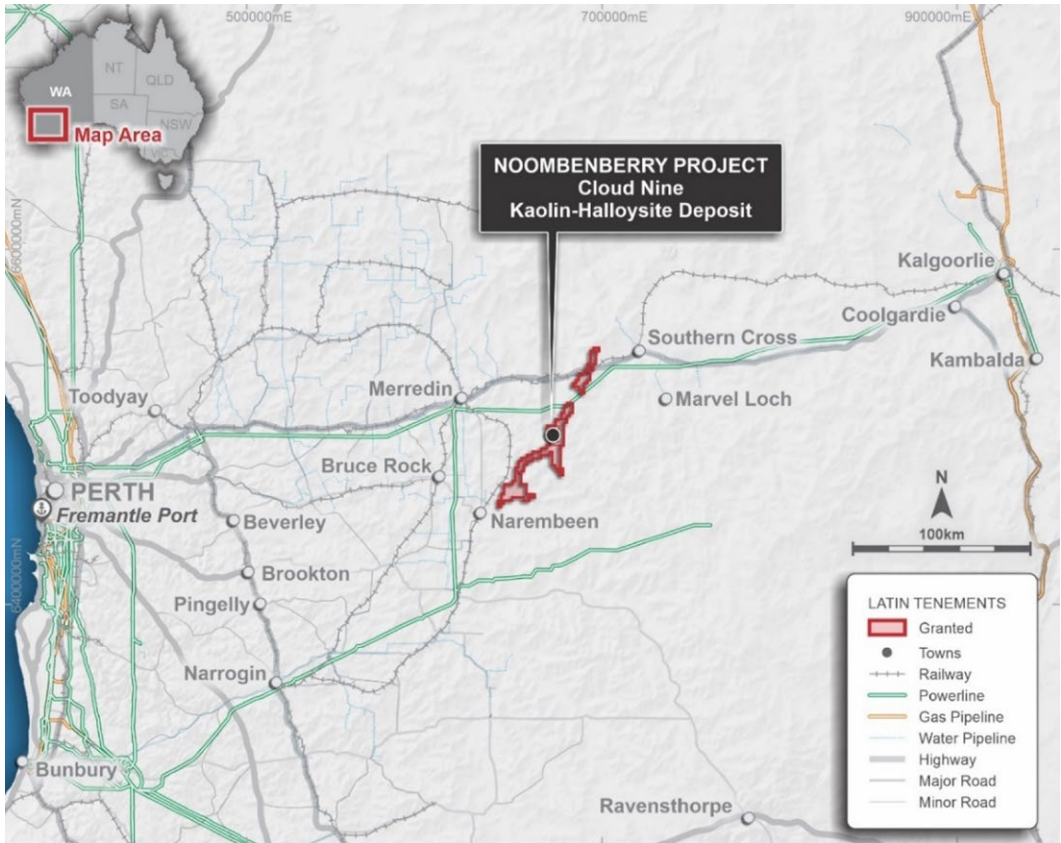 500000mE
700000mE
900000mE
NT
QLD
WA
SA
NSW
Map Area
6600000mN
NOOMBENBERRY PROJECT
Cloud Nine
Kaolin-Halloysite Deposit
Kalgoorlie
Coolgardie
Southern Cross
Kambalda
Merredin
Toodyay
Marvel Loch
Bruce Rock
PERTH
Fremantle Port
N
Beverley
Narembeen
100km
Brookton
6400000mN
Pingelly
Narrogin
Bunbury
Ravensthorpe
LATIN TENEMENTS
Granted
Towns
Railway
Powerline
Gas Pipeline
Water Pipeline
Highway
Major Road
Minor Road